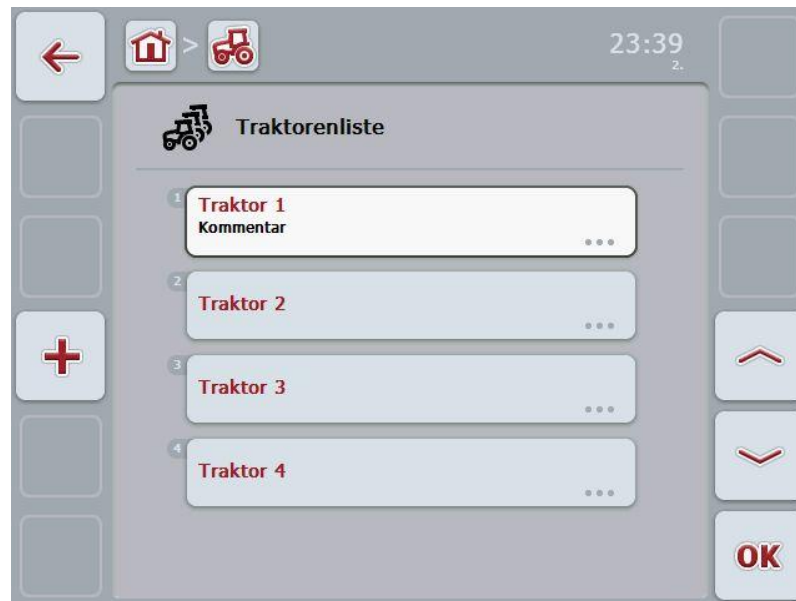 >
23:39
2.
Traktorenliste
1
Traktor 1
Kommentar
2
Traktor 2
3
Traktor 3
4
Traktor 4
OK